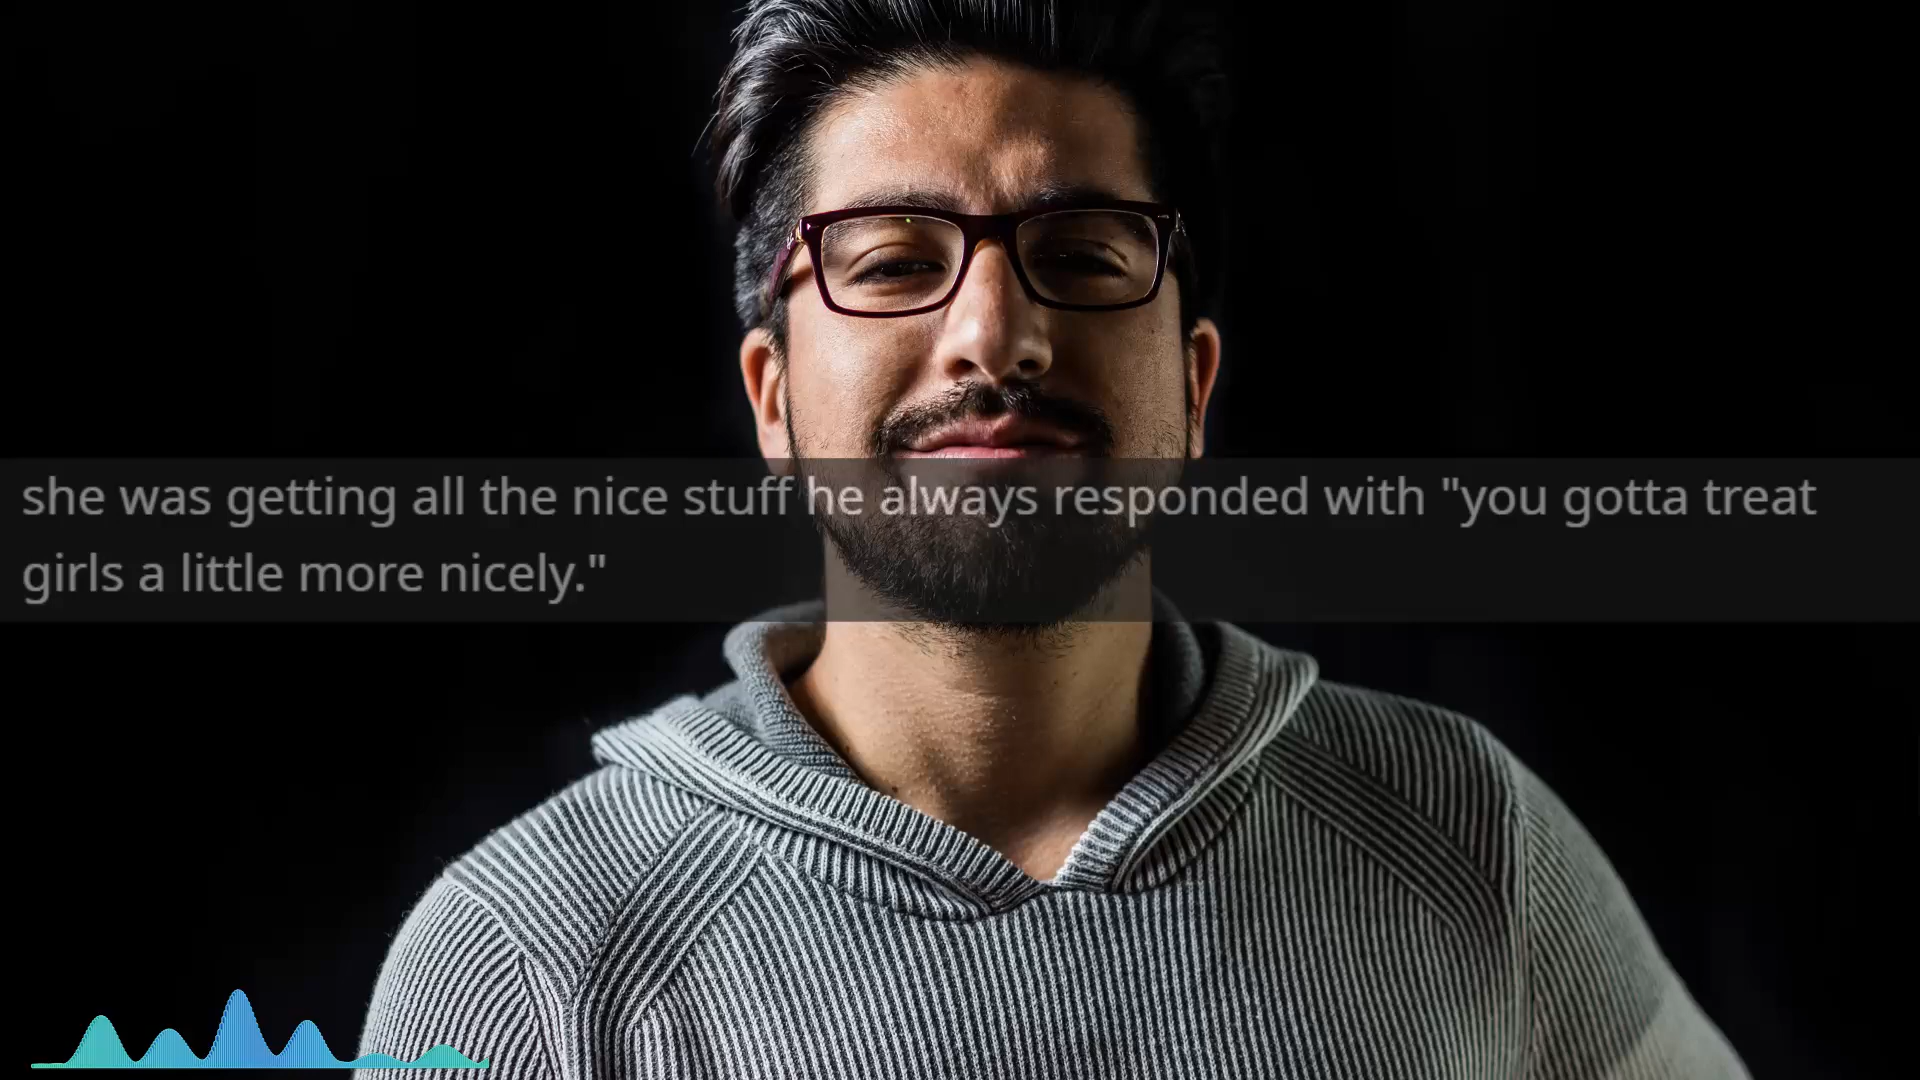 she was getting all the nice stuff he always responded with "you gotta treat
girls a little more nicely."